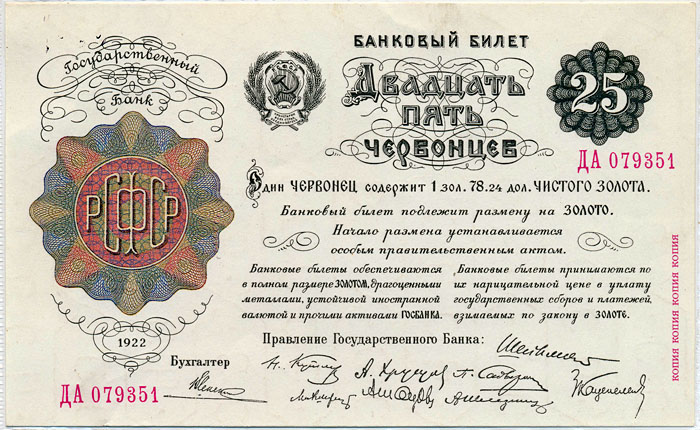 Государственный
Банк
БАНКОВЫЙ БИЛЕТ
Двадцать
пять
червонцев
25
ДА 079351
РСФСР
Один ЧЕРВОНЕЦ содержит 1 зол. 78.24 дол. ЧИСТОГО ЗОЛОТА.
Банковый билет подлежит размену на ЗОЛОТО.
Начало размена устанавливается
особым правительственным актом.
Банковые билеты обеспечиваются
в полном размере ЗОЛОТОМ, драгоценными
металлами, устойчивой иностранной
валютой и прочими активами ГОСБАНКА.
Банковые билеты принимаются по
их нарицательной цене в уплату
государственных сборов и платежей,
взимаемых по закону в ЗОЛОТЕ.
1922
Правление Государственного Банка:
Бухгалтер
ДА 079351
КОПИЯ КОПИЯ КОПИЯ КОПИЯ